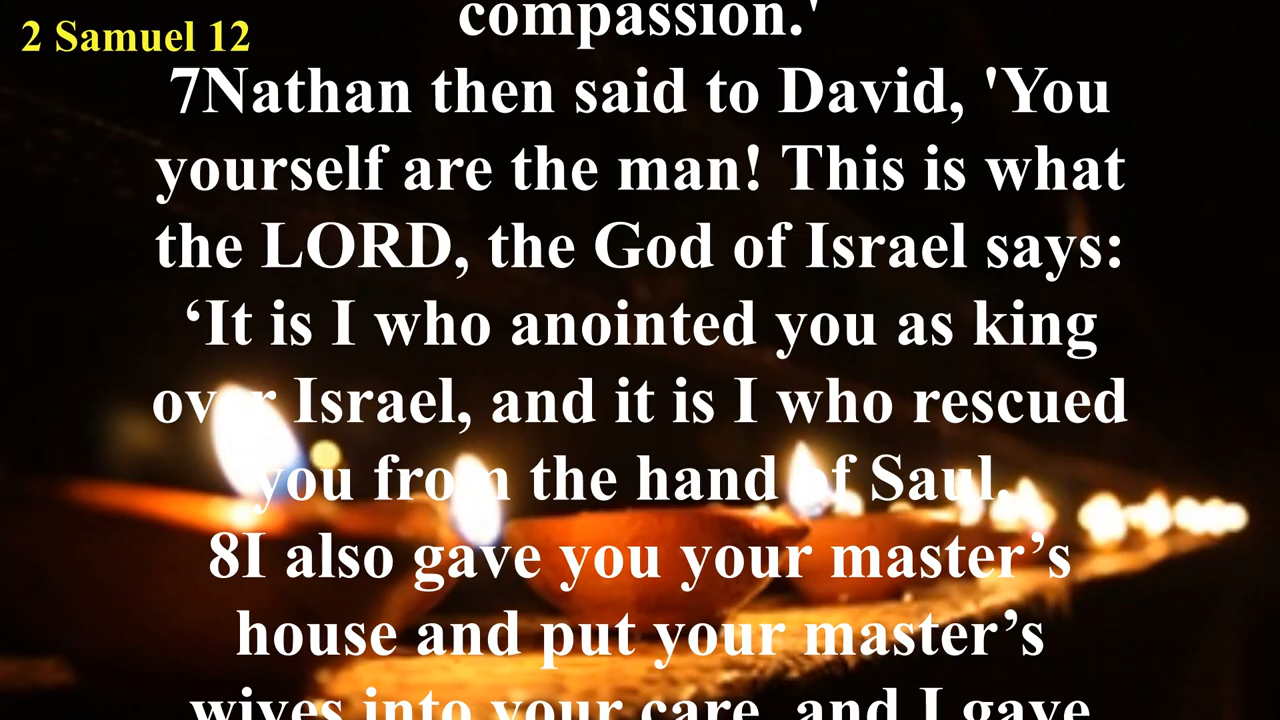 2 Samuel 12
compassion.'
7Nathan then said to David, 'You
yourself are the man! This is what
the LORD, the God of Israel says:
‘It is I who anointed you as king
over Israel, and it is I who rescued
you from the hand of Saul.
8I also gave you your master’s
house and put your master’s
wives into your care, and I gave